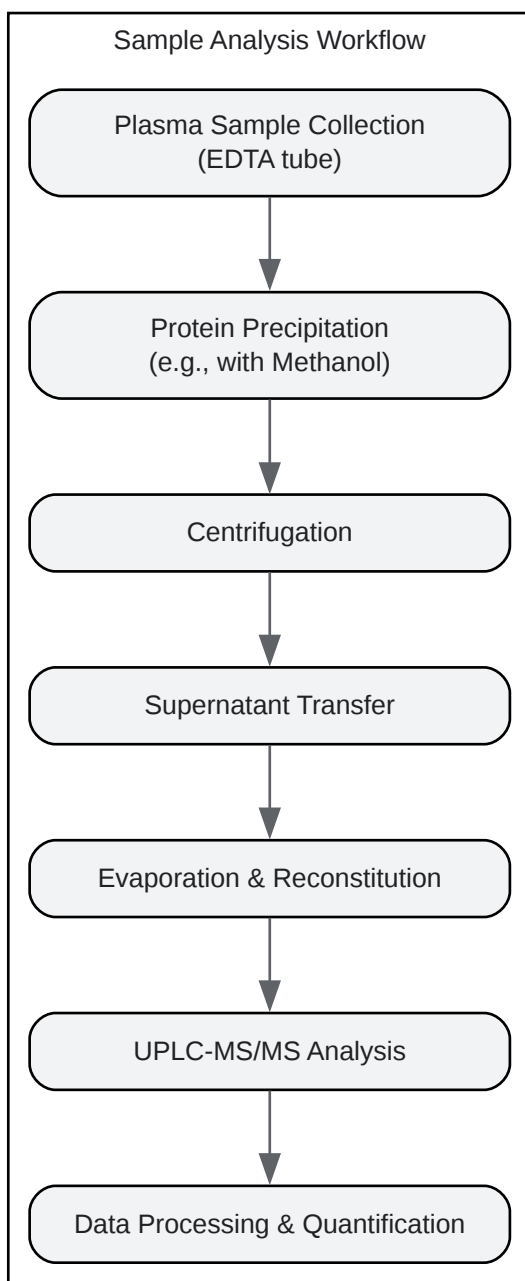 Sample Analysis Workflow
Plasma Sample Collection
(EDTA tube)
Protein Precipitation
(e.g., with Methanol)
Centrifugation
Supernatant Transfer
Evaporation & Reconstitution
UPLC-MS/MS Analysis
Data Processing & Quantification